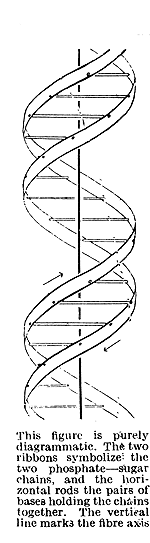 This figure is purely
diagrammatic. The two
ribbons symbolize the
two phosphate—sugar
chains, and the hori-
zontal rods the pairs of
bases holding the chains
together. The vertical
line marks the fibre axis